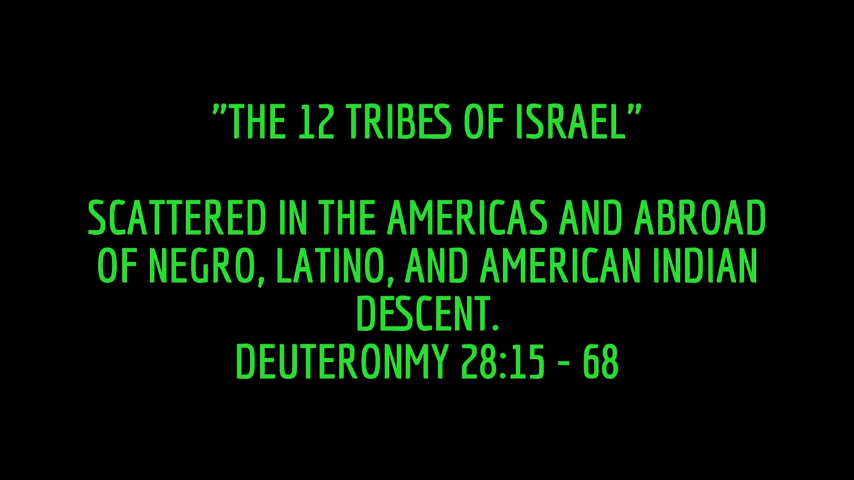 "THE 12 TRIBES OF ISRAEL"
SCATTERED IN THE AMERICAS AND ABROAD
OF NEGRO, LATINO, AND AMERICAN INDIAN
DESCENT.
DEUTERONMY 28:15 - 68